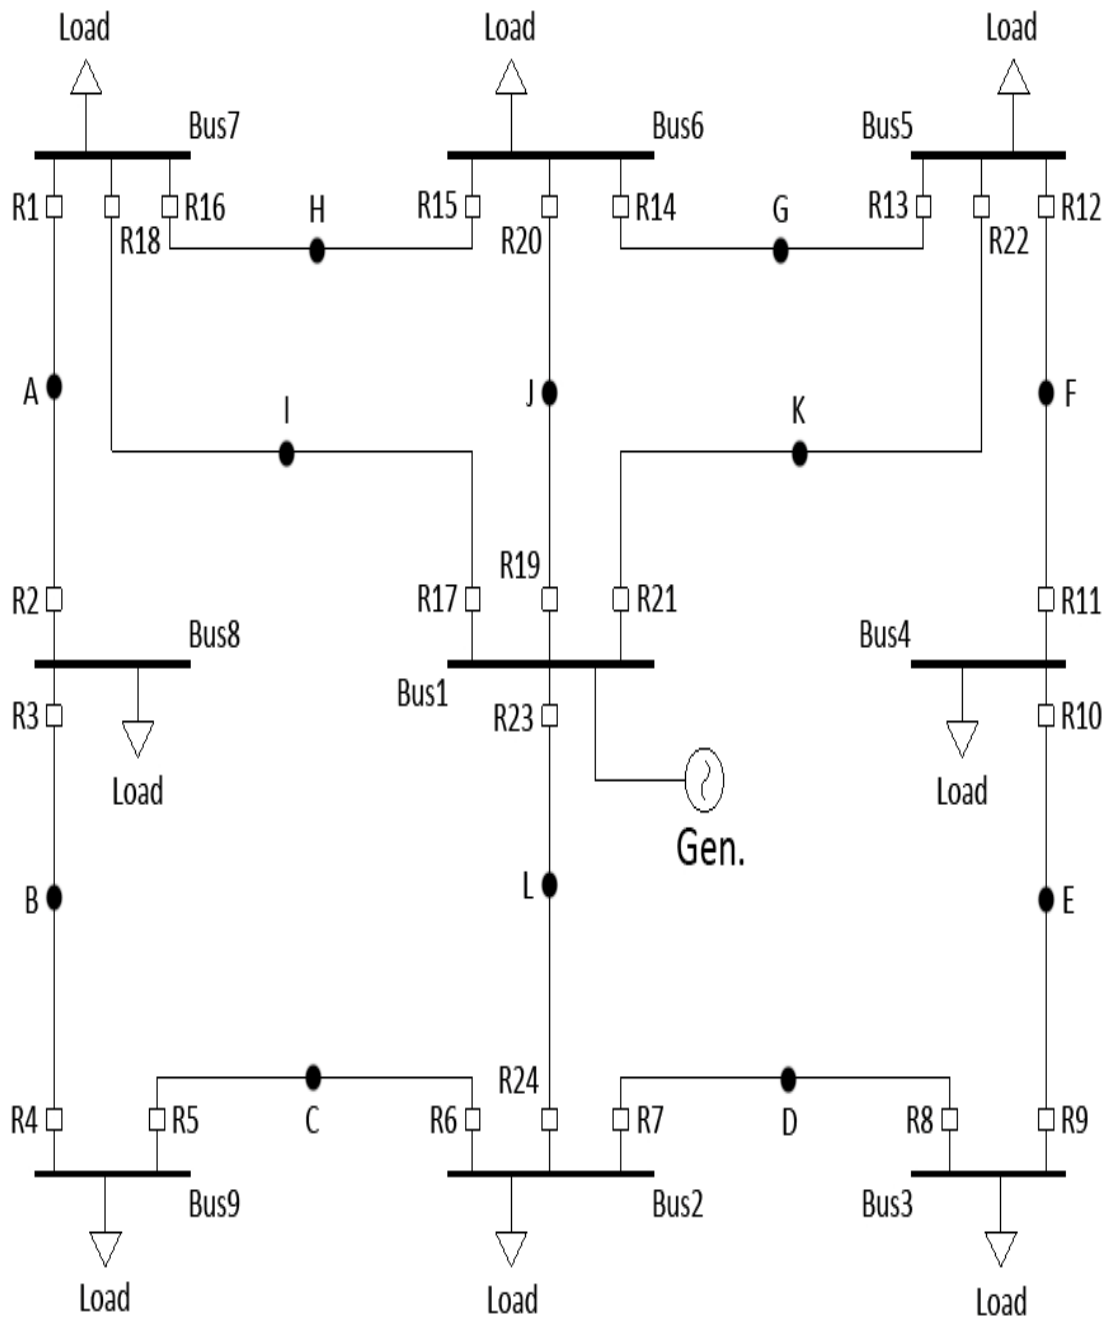 Load Load Load
Bus7 Bus6 Bus5
R1 R16 H R15 R14 G R13 R12
R18 R20 R22
A J F
I K
R19
R2 R17 R21 R11
Bus8 Bus4
Bus1
R3 R23 R10
Load Load
Gen.
B L E
R24
R4 R5 C R6 R7 D R8 R9
Bus9 Bus2 Bus3
Load Load Load